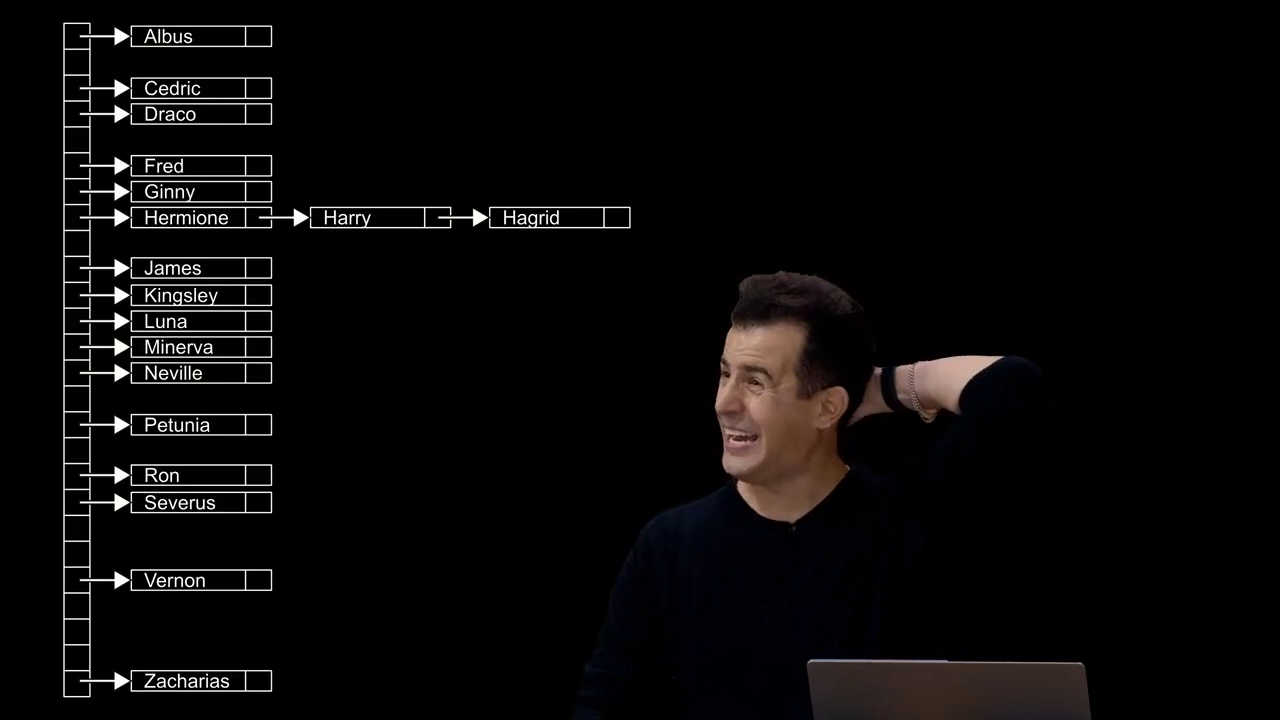 Albus
Cedric
Draco
Fred
Ginny
Hermione Harry Hagrid
James
Kingsley
Luna
Minerva
Neville
Petunia
Ron
Severus
Vernon
Zacharias